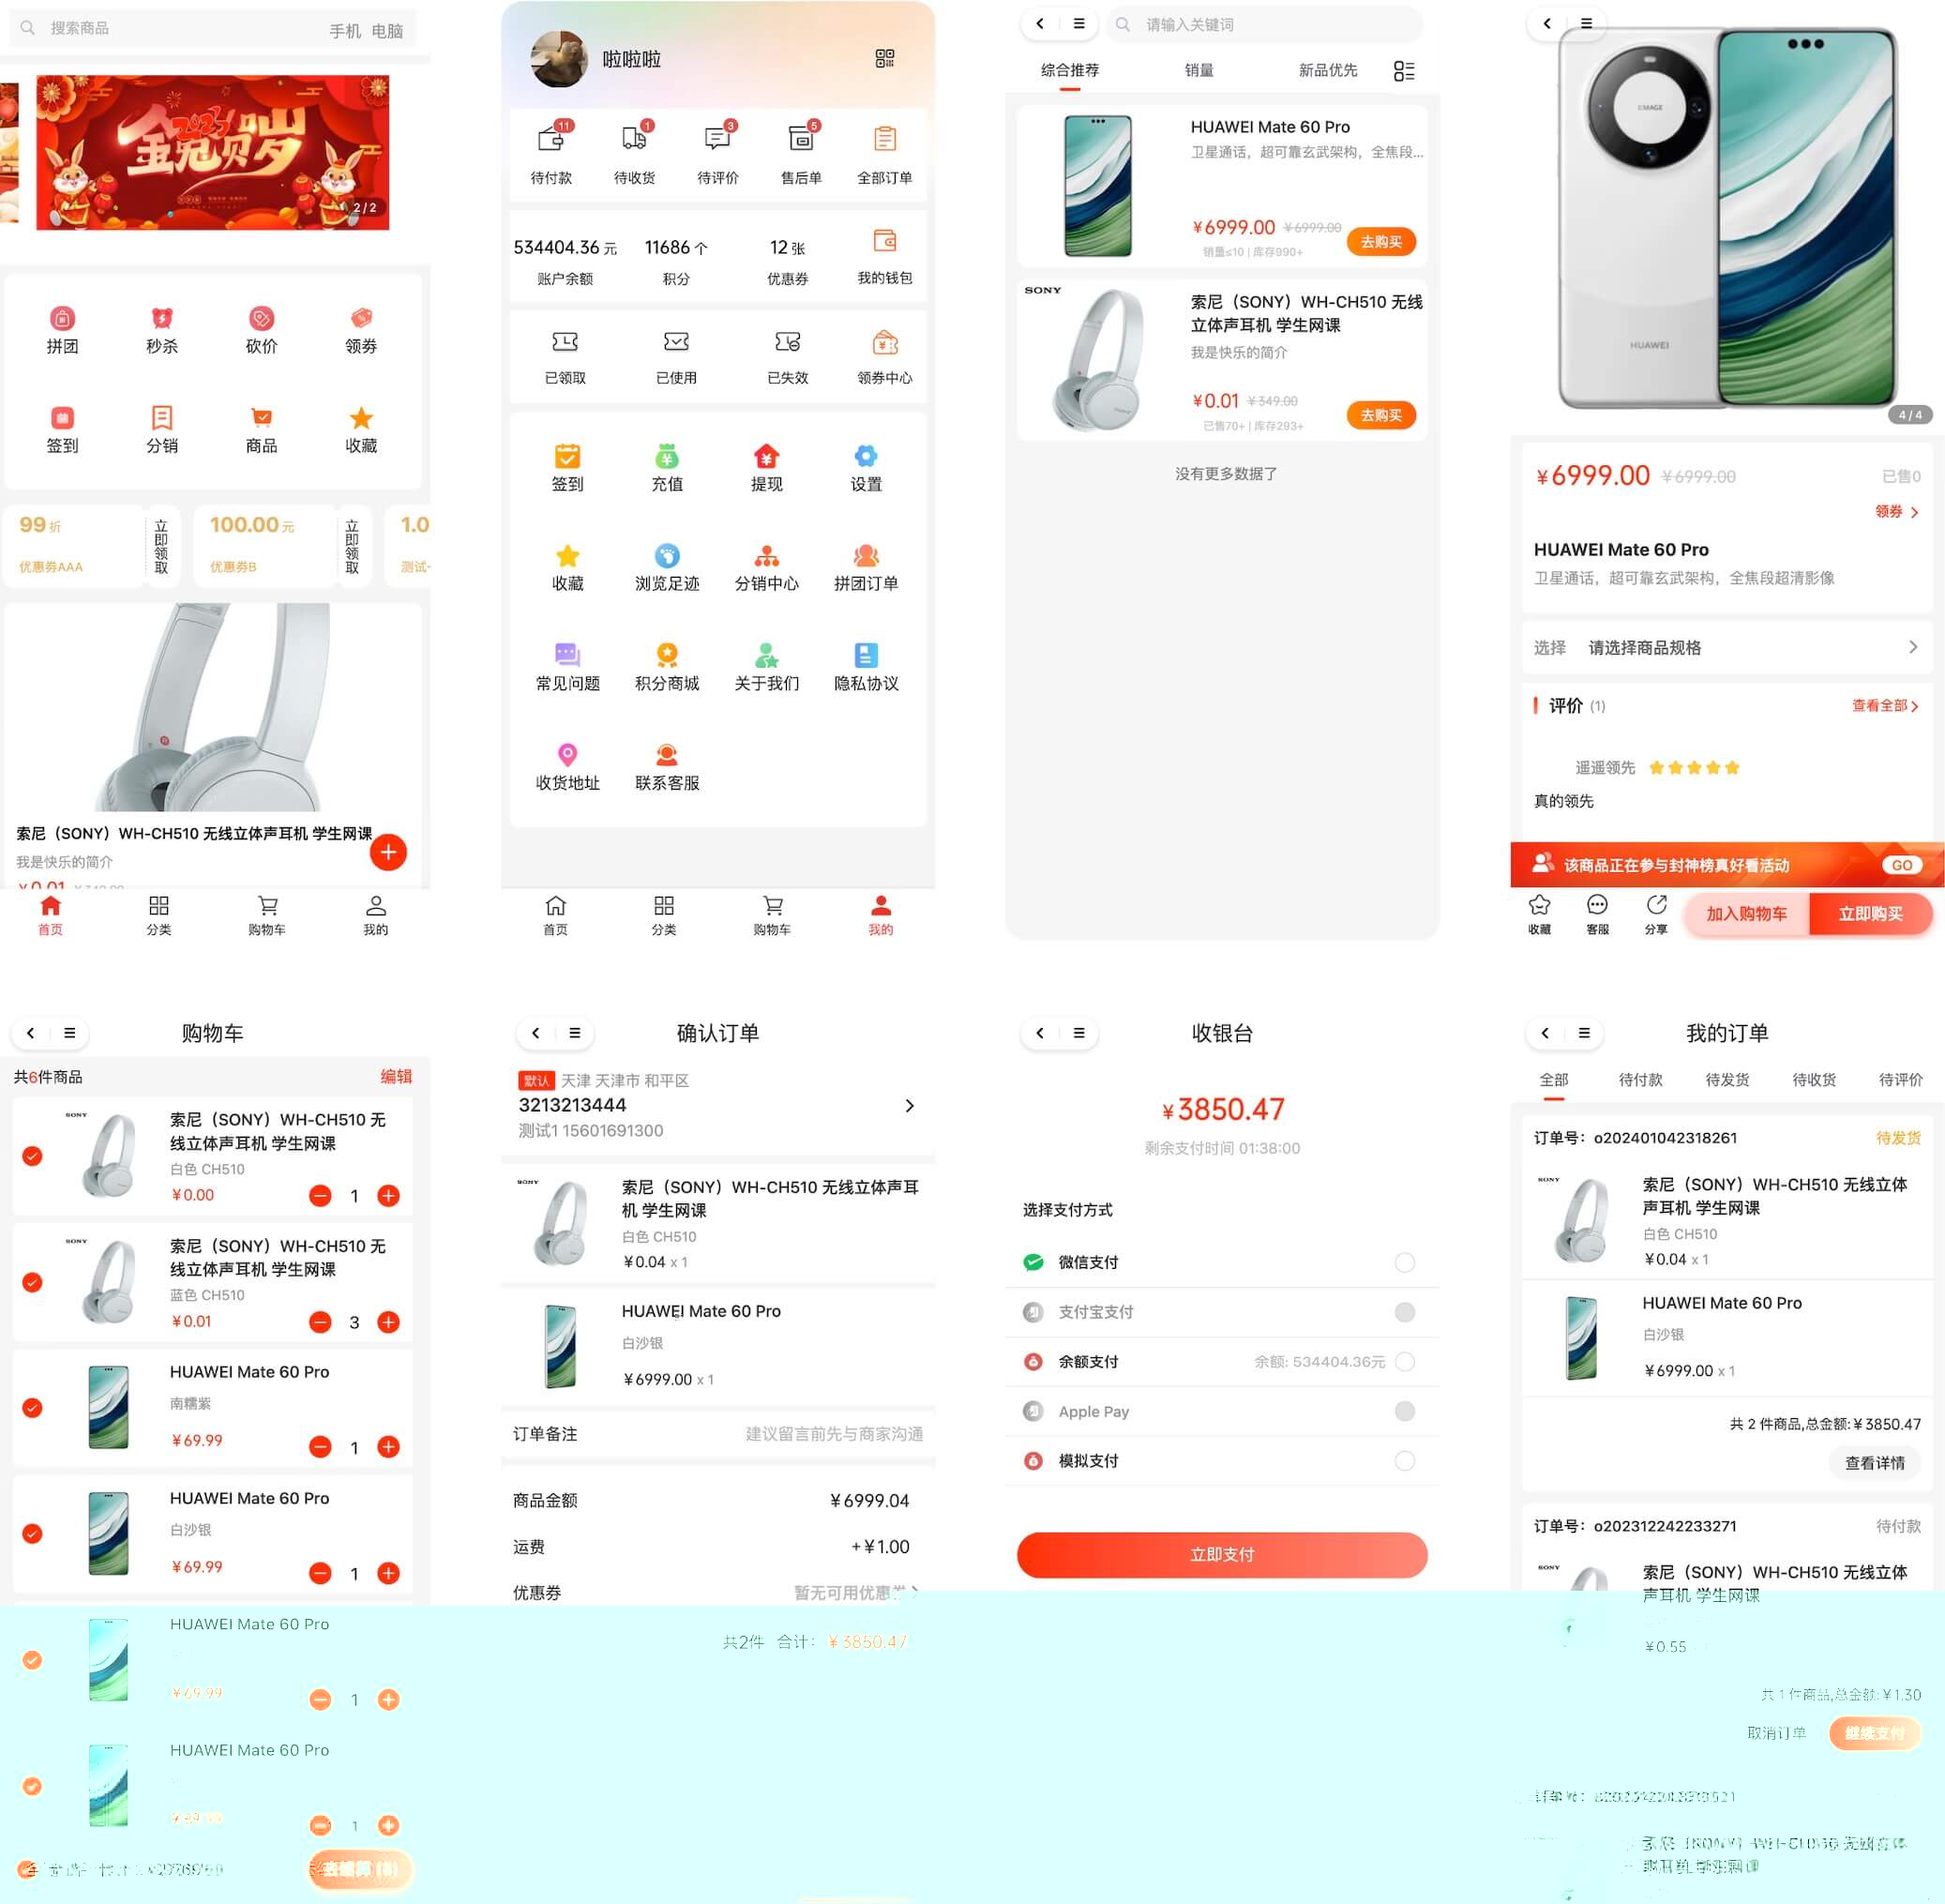 搜索商品
手机 电脑
2023
金兔贺岁
2/2
拼团 秒杀 砍价 领券
签到 分销 商品 收藏
99折
优惠券AAA
立即领取
100.00元
优惠券B
立即领取
1.0
测试-
索尼（SONY）WH-CH510 无线立体声耳机 学生网课
我是快乐的简介
¥0.01 ¥349.00
首页 分类 购物车 我的
啦啦啦
11 1 3 5
待付款 待收货 待评价 售后单 全部订单
534404.36 元 11686 个 12 张
账户余额 积分 优惠券 我的钱包
已领取 已使用 已失效 领券中心
签到 充值 提现 设置
收藏 浏览足迹 分销中心 拼团订单
常见问题 积分商城 关于我们 隐私协议
收货地址 联系客服
首页 分类 购物车 我的
请输入关键词
综合推荐 销量 新品优先
HUAWEI Mate 60 Pro
卫星通话，超可靠玄武架构，全焦段...
¥6999.00 ¥6999.00
去购买
销量≤10 | 库存990+
SONY
索尼（SONY）WH-CH510 无线
立体声耳机 学生网课
我是快乐的简介
¥0.01 ¥349.00
去购买
已售70+ | 库存293+
没有更多数据了
XMAGE
HUAWEI
4/4
¥6999.00 ¥6999.00 已售0
领券
HUAWEI Mate 60 Pro
卫星通话，超可靠玄武架构，全焦段超清影像
选择 请选择商品规格
评价 (1) 查看全部
遥遥领先
真的领先
该商品正在参与封神榜真好看活动 GO
收藏 客服 分享 加入购物车 立即购买
购物车
共6件商品 编辑
SONY
索尼（SONY）WH-CH510 无
线立体声耳机 学生网课
白色 CH510
¥0.00 1
SONY
索尼（SONY）WH-CH510 无
线立体声耳机 学生网课
蓝色 CH510
¥0.01 3
HUAWEI Mate 60 Pro
南糯紫
¥69.99 1
HUAWEI Mate 60 Pro
白沙银
¥69.99 1
HUAWEI Mate 60 Pro
¥69.99 1
HUAWEI Mate 60 Pro
1
确认订单
默认 天津 天津市 和平区
3213213444
测试1 15601691300
SONY
索尼（SONY）WH-CH510 无线立体声耳
机 学生网课
白色 CH510
¥0.04 x 1
HUAWEI Mate 60 Pro
白沙银
¥6999.00 x 1
订单备注 建议留言前先与商家沟通
商品金额 ¥6999.04
运费 +¥1.00
优惠券 暂无可用优惠券
共2件 合计： ¥3850.47
收银台
¥3850.47
剩余支付时间 01:38:00
选择支付方式
微信支付
支付宝支付
余额支付 余额: 534404.36元
Apple Pay
模拟支付
立即支付
我的订单
全部 待付款 待发货 待收货 待评价
订单号：o202401042318261 待发货
SONY
索尼（SONY）WH-CH510 无线立体
声耳机 学生网课
白色 CH510
¥0.04 x 1
HUAWEI Mate 60 Pro
白沙银
¥6999.00 x 1
共 2 件商品,总金额:¥3850.47
查看详情
订单号：o202312242233271 待付款
SONY
索尼（SONY）WH-CH510 无线立体
声耳机 学生网课
¥0.55
共 1 件商品,总金额:¥1.30
取消订单 继续支付